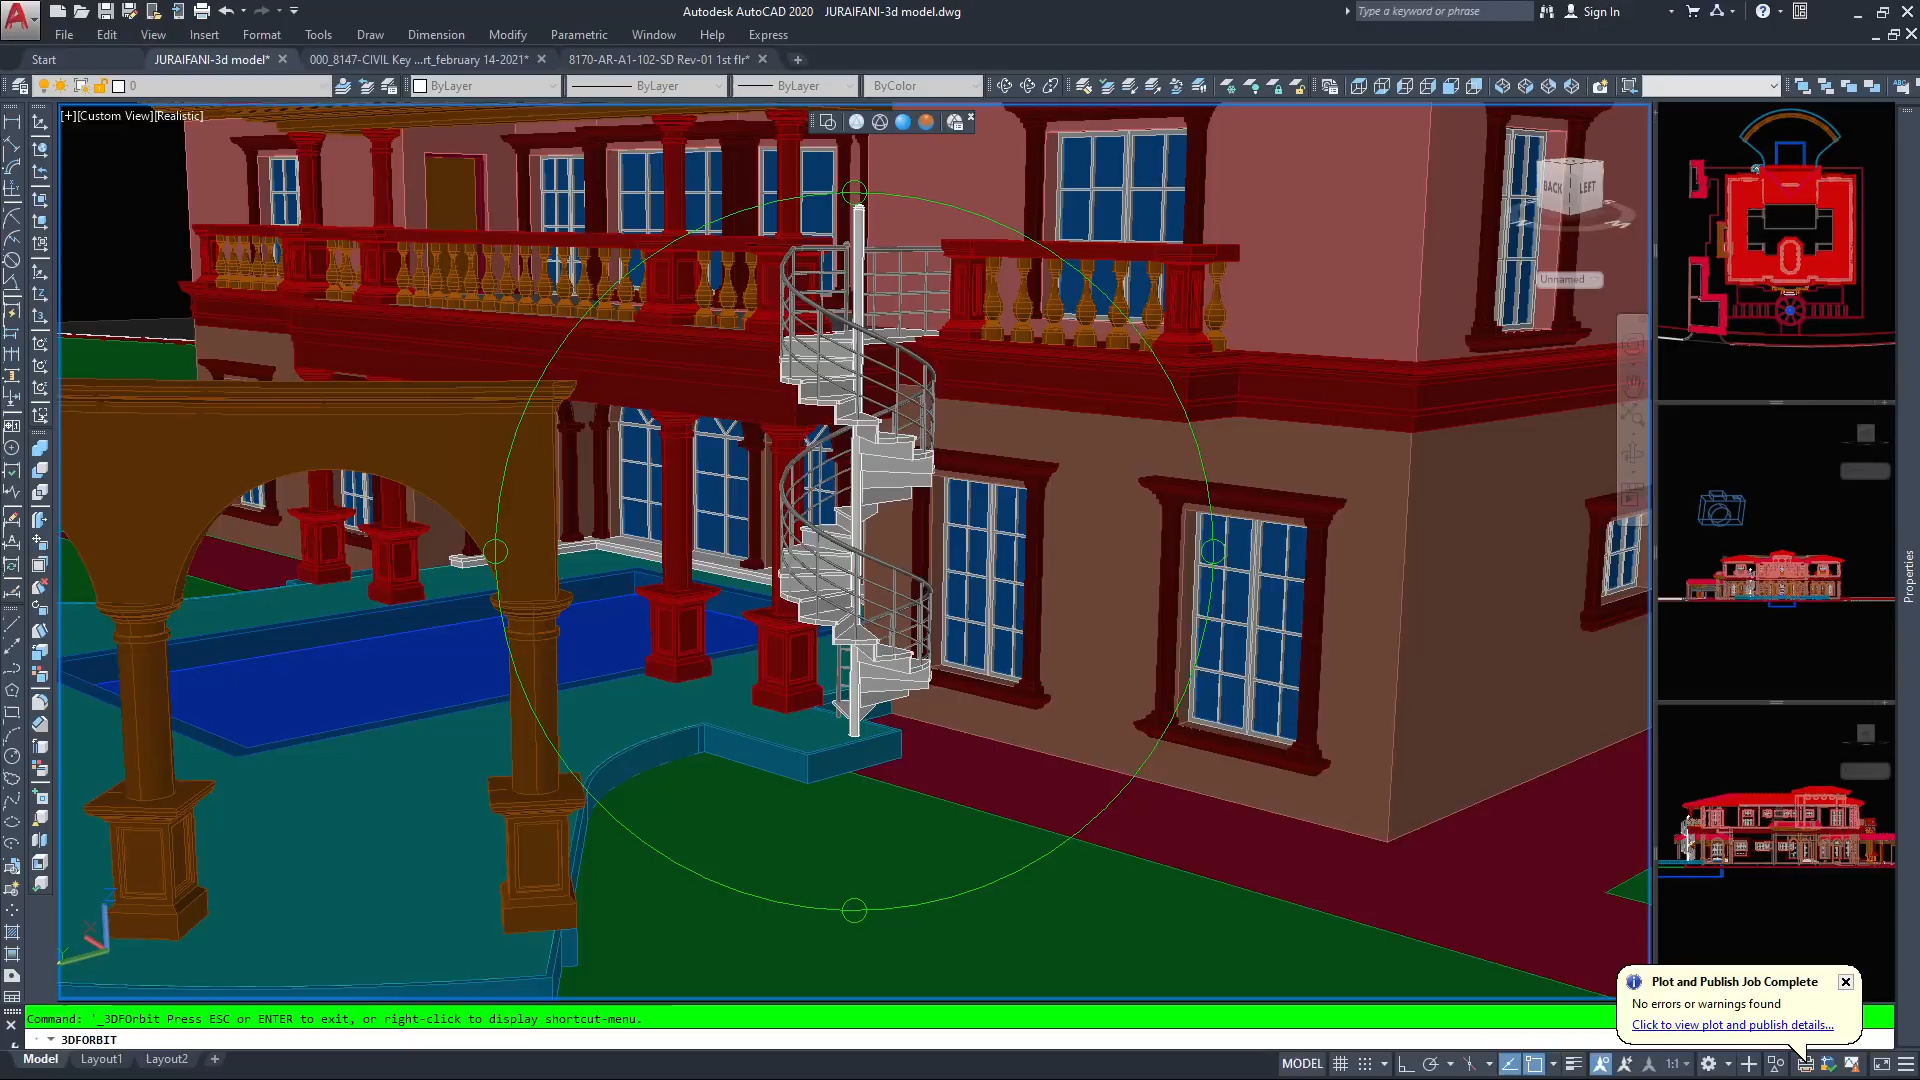 Autodesk AutoCAD 2020 JURAIFANI-3d model.dwg
Type a keyword or phrase
Sign In
File Edit View Insert Format Tools Draw Dimension Modify Parametric Window Help Express
Start
JURAIFANI-3d model*
000_8147-CIVIL Key ...rt_february 14-2021*
8170-AR-A1-102-SD Rev-01 1st flr*
0
ByLayer
ByLayer
ByLayer
ByColor
[+][Custom View][Realistic]
BACK
LEFT
Unnamed
Properties
X
Y
Z
Plot and Publish Job Complete
No errors or warnings found
Click to view plot and publish details...
Command: '_3DFOrbit Press ESC or ENTER to exit, or right-click to display shortcut-menu.
3DFORBIT
Model Layout1 Layout2
MODEL
1:1